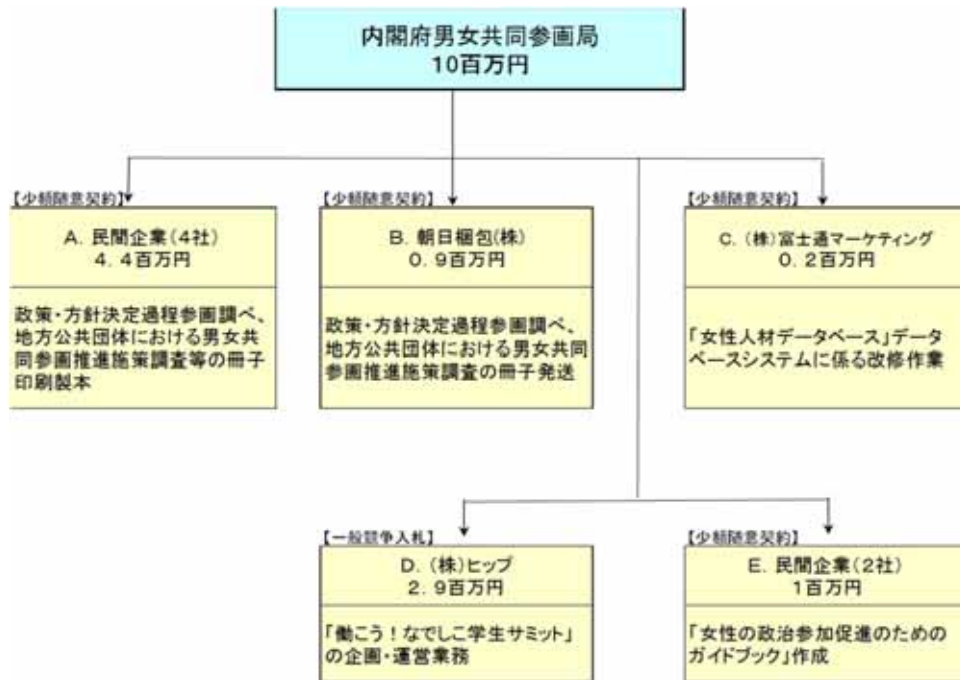 内閣府男女共同参画局
10百万円
【少額随意契約】
A．民間企業（4社）
4．4百万円
政策・方針決定過程参画調べ、
地方公共団体における男女共
同参画推進施策調査等の冊子
印刷製本
【少額随意契約】
B．朝日梱包(株)
0．9百万円
政策・方針決定過程参画調べ、
地方公共団体における男女共同
参画推進施策調査の冊子発送
【少額随意契約】
C．（株）富士通マーケティング
0．2百万円
「女性人材データベース」データ
ベースシステムに係る改修作業
【一般競争入札】
D．（株）ヒップ
2．9百万円
「働こう！なでしこ学生サミット」
の企画・運営業務
【少額随意契約】
E．民間企業（2社）
1百万円
「女性の政治参加促進のための
ガイドブック」作成